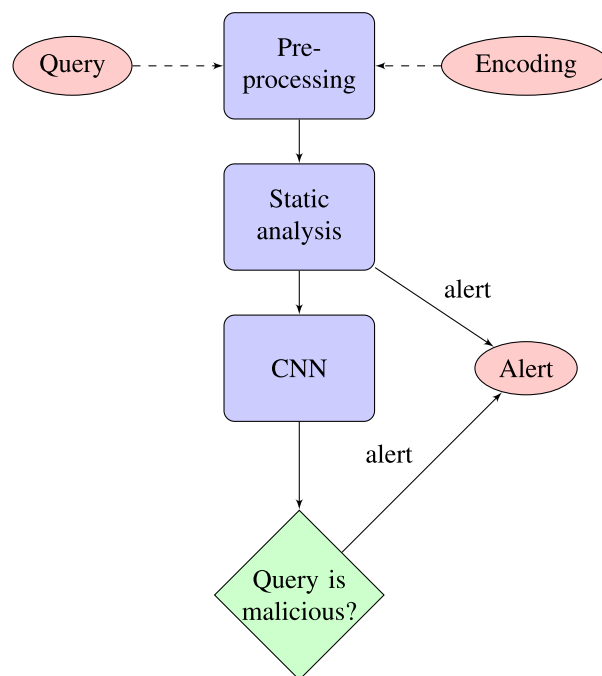 Query
Pre-
processing
Encoding
Static
analysis
alert
CNN
Alert
alert
Query is
malicious?